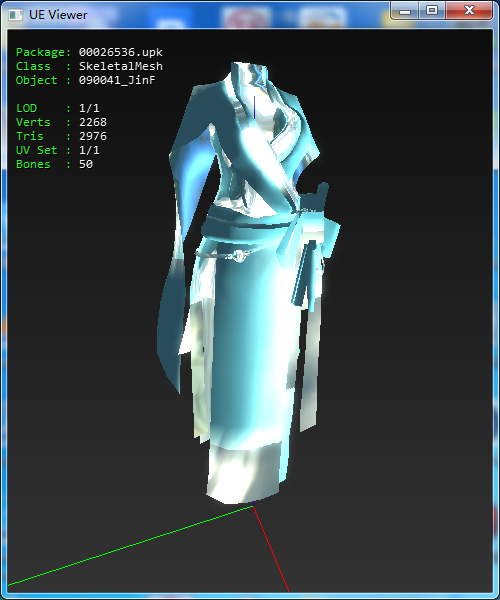 UE Viewer
Package: 00026536.upk
Class : SkeletalMesh
Object : 090041_JinF
LOD : 1/1
Verts : 2268
Tris : 2976
UV Set : 1/1
Bones : 50